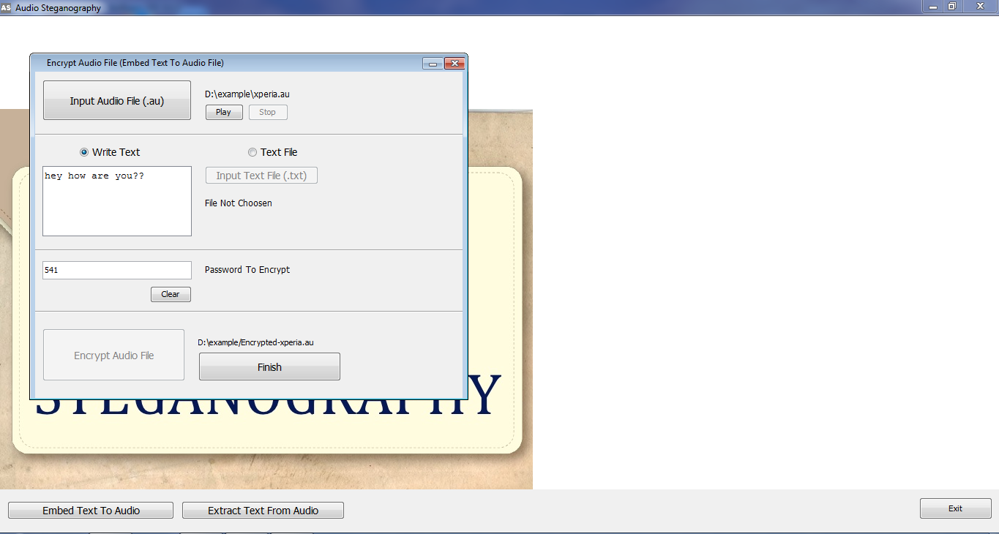 AS Audio Steganography
Encrypt Audio File (Embed Text To Audio File)
Input Audio File (.au)
D:\example\xperia.au
Play
Stop
Write Text
Text File
hey how are you??
Input Text File (.txt)
File Not Choosen
541
Password To Encrypt
Clear
Encrypt Audio File
D:\example/Encrypted-xperia.au
Finish
STEGANOGRAPHY
Embed Text To Audio
Extract Text From Audio
Exit